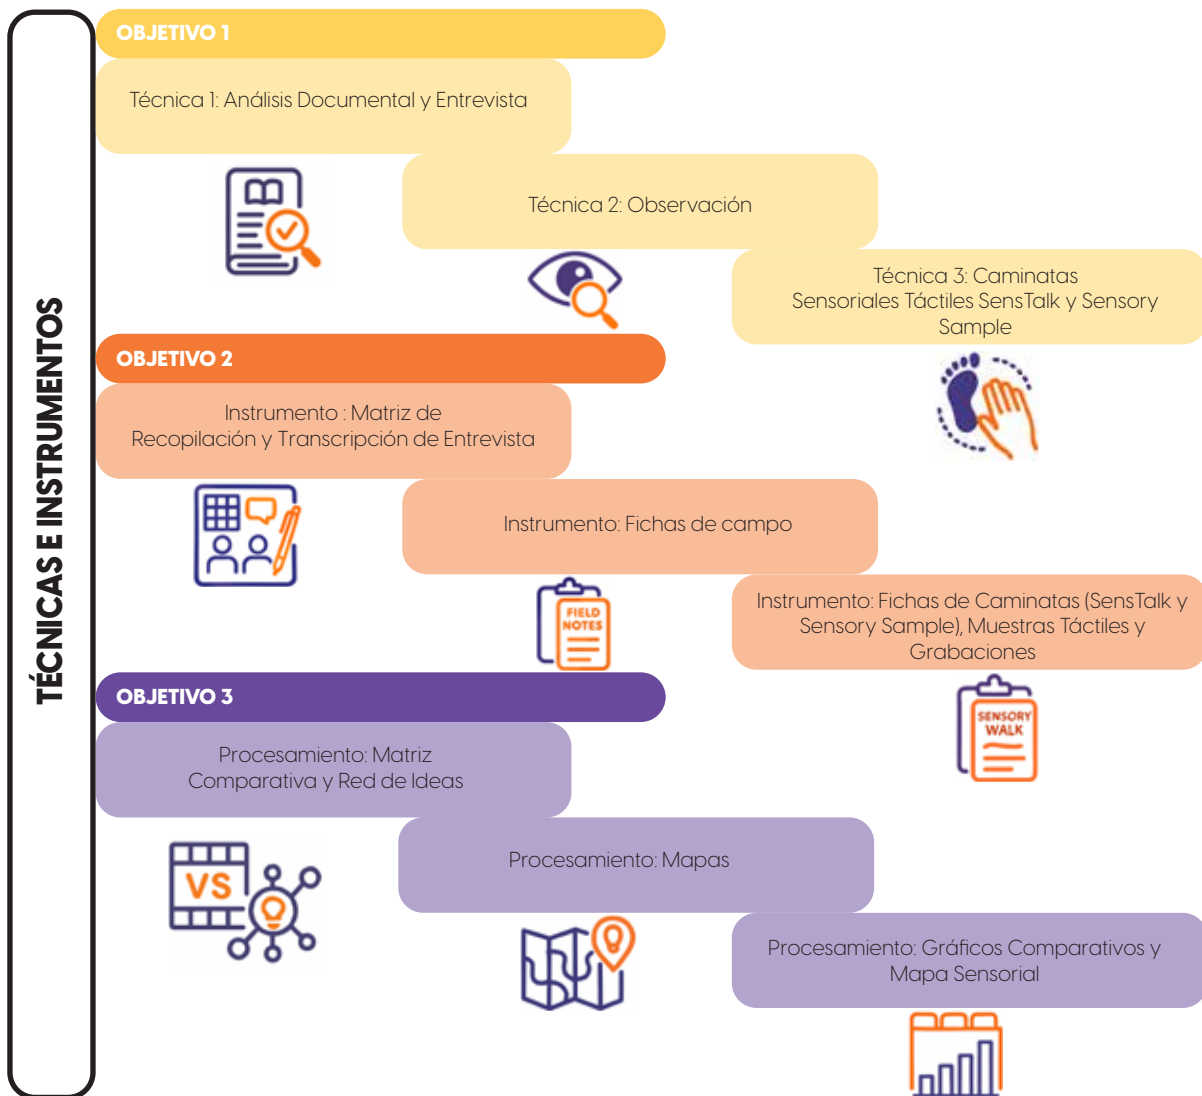 TÉCNICAS E INSTRUMENTOS
OBJETIVO 1
Técnica 1: Análisis Documental y Entrevista
Técnica 2: Observación
Técnica 3: Caminatas
Sensoriales Táctiles SensTalk y Sensory
Sample
OBJETIVO 2
Instrumento : Matriz de
Recopilación y Transcripción de Entrevista
Instrumento: Fichas de campo
FIELD
NOTES
Instrumento: Fichas de Caminatas (SensTalk y
Sensory Sample), Muestras Táctiles y
Grabaciones
SENSORY
WALK
OBJETIVO 3
Procesamiento: Matriz
Comparativa y Red de Ideas
VS
Procesamiento: Mapas
Procesamiento: Gráficos Comparativos y
Mapa Sensorial